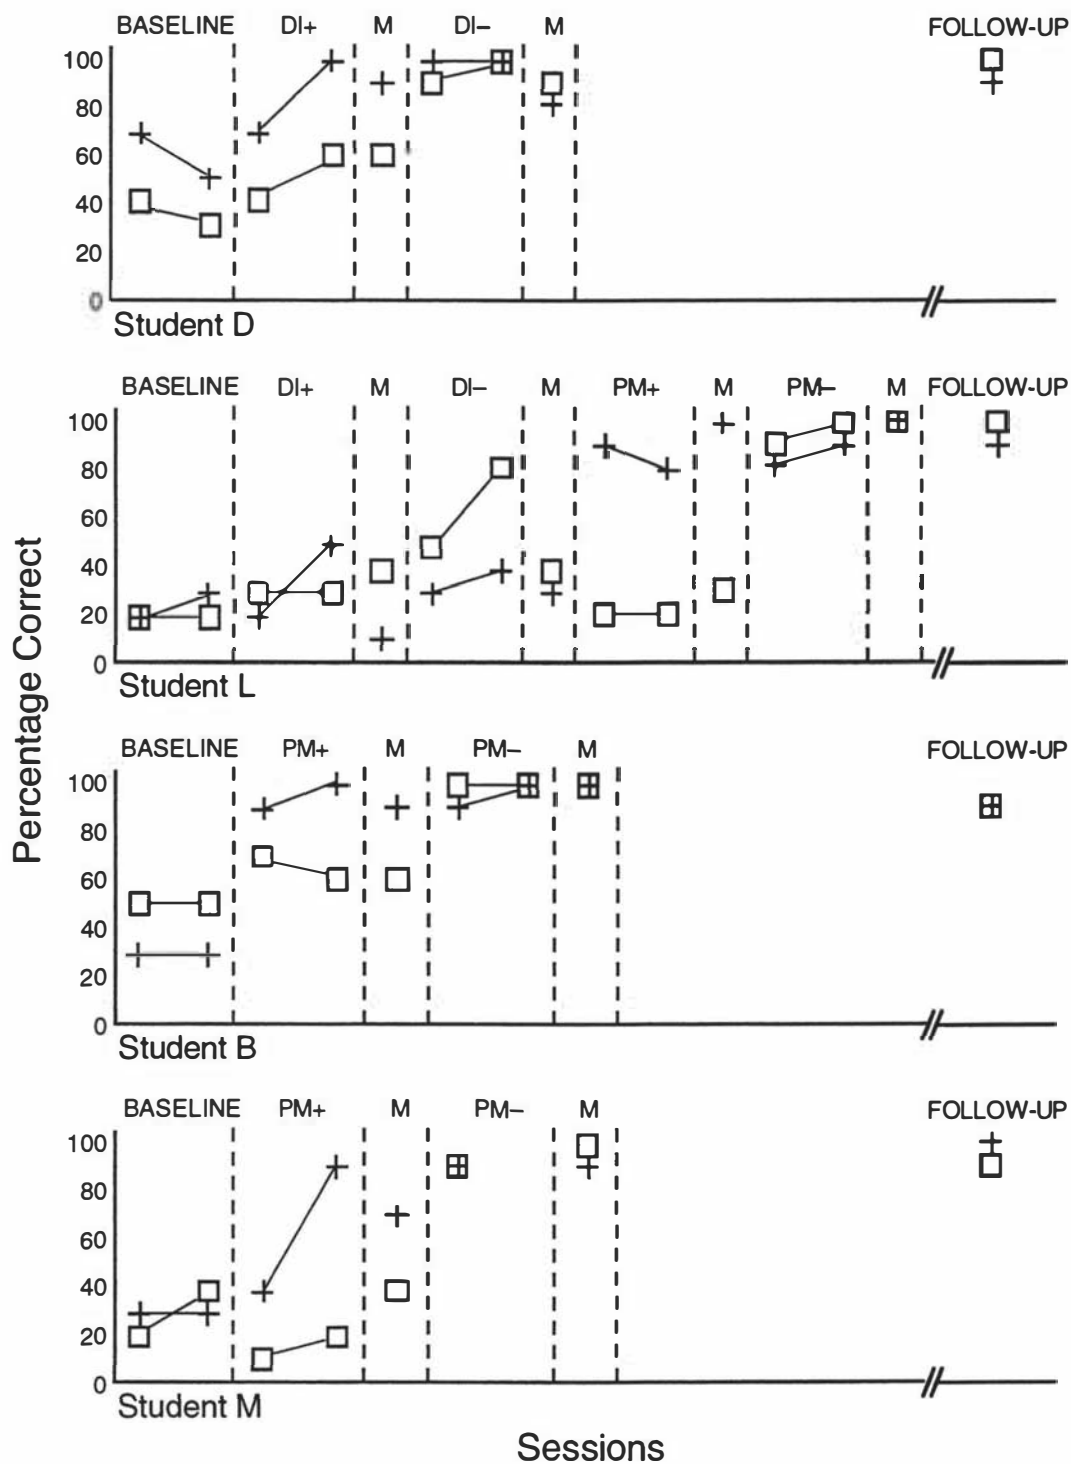 BASELINE DI+ M DI– M FOLLOW-UP
100
80
60
40
20
0
Student D
BASELINE DI+ M DI– M PM+ M PM– M FOLLOW-UP
100
80
60
40
20
0
Student L
Percentage Correct
BASELINE PM+ M PM– M FOLLOW-UP
100
80
60
40
20
0
Student B
BASELINE PM+ M PM– M FOLLOW-UP
100
80
60
40
20
0
Student M
Sessions